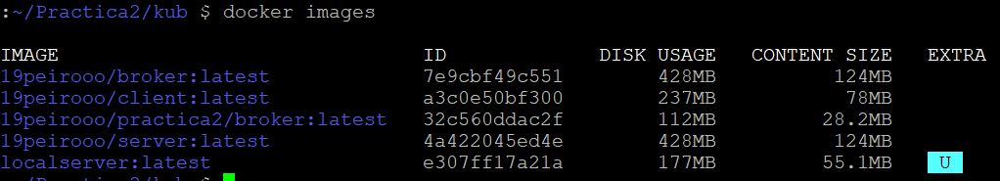 :~/Practica2/kub $ docker images
IMAGE ID DISK USAGE CONTENT SIZE EXTRA
19peirooo/broker:latest 7e9cbf49c551 428MB 124MB
19peirooo/client:latest a3c0e50bf300 237MB 78MB
19peirooo/practica2/broker:latest 32c560ddac2f 112MB 28.2MB
19peirooo/server:latest 4a422045ed4e 428MB 124MB
localserver:latest e307ff17a21a 177MB 55.1MB U
~/Practica2/kub $